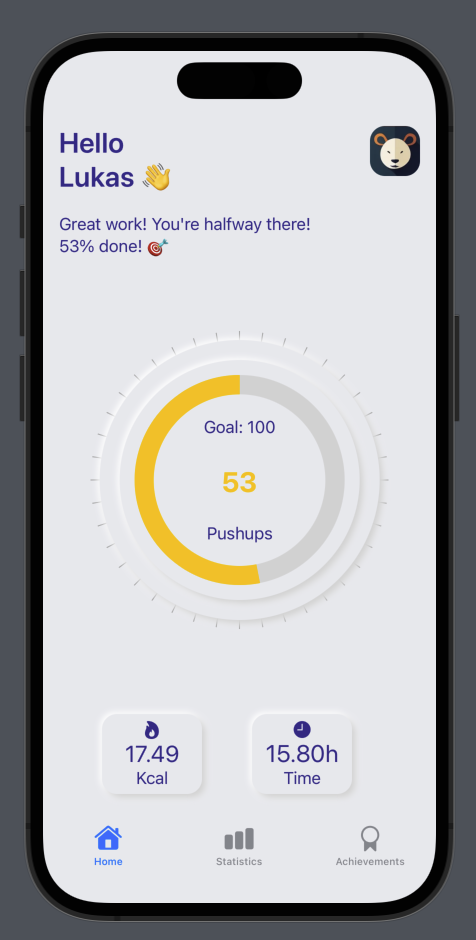 Hello
Lukas 👋
Great work! You're halfway there!
53% done! 🎯
Goal: 100
53
Pushups
17.49
Kcal
15.80h
Time
Home
Statistics
Achievements